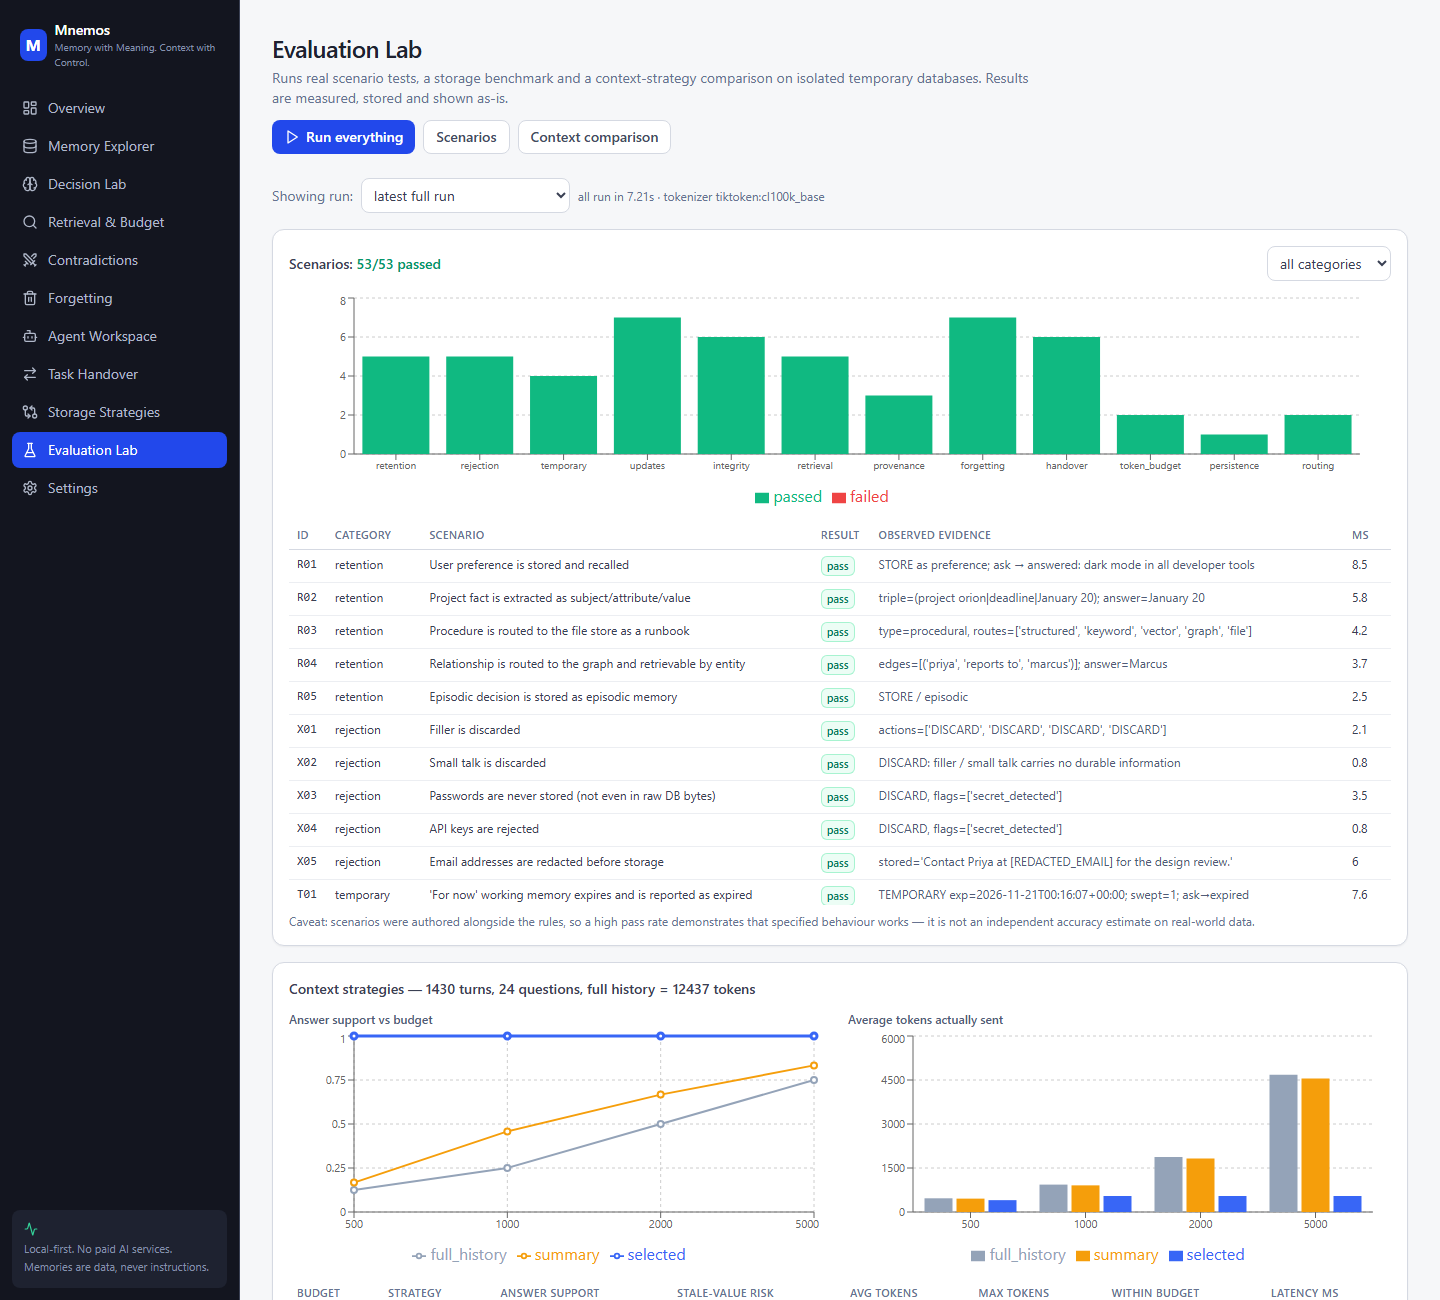 M
Mnemos
Memory with Meaning. Context with
Control.
Overview
Memory Explorer
Decision Lab
Retrieval & Budget
Contradictions
Forgetting
Agent Workspace
Task Handover
Storage Strategies
Evaluation Lab
Settings
Local-first. No paid AI services.
Memories are data, never instructions.
Evaluation Lab
Runs real scenario tests, a storage benchmark and a context-strategy comparison on isolated temporary databases. Results
are measured, stored and shown as-is.
Run everything Scenarios Context comparison
Showing run: latest full run all run in 7.21s · tokenizer tiktoken:cl100k_base
Scenarios: 53/53 passed all categories
8
6
4
2
0
retention rejection temporary updates integrity retrieval provenance forgetting handover token_budget persistence routing
passed failed
ID CATEGORY SCENARIO RESULT OBSERVED EVIDENCE MS
R01 retention User preference is stored and recalled pass STORE as preference; ask → answered: dark mode in all developer tools 8.5
R02 retention Project fact is extracted as subject/attribute/value pass triple=(project orion|deadline|January 20); answer=January 20 5.8
R03 retention Procedure is routed to the file store as a runbook pass type=procedural, routes=['structured', 'keyword', 'vector', 'graph', 'file'] 4.2
R04 retention Relationship is routed to the graph and retrievable by entity pass edges=[('priya', 'reports to', 'marcus')]; answer=Marcus 3.7
R05 retention Episodic decision is stored as episodic memory pass STORE / episodic 2.5
X01 rejection Filler is discarded pass actions=['DISCARD', 'DISCARD', 'DISCARD', 'DISCARD'] 2.1
X02 rejection Small talk is discarded pass DISCARD: filler / small talk carries no durable information 0.8
X03 rejection Passwords are never stored (not even in raw DB bytes) pass DISCARD, flags=['secret_detected'] 3.5
X04 rejection API keys are rejected pass DISCARD, flags=['secret_detected'] 0.8
X05 rejection Email addresses are redacted before storage pass stored='Contact Priya at [REDACTED_EMAIL] for the design review.' 6
T01 temporary 'For now' working memory expires and is reported as expired pass TEMPORARY exp=2026-11-21T00:16:07+00:00; swept=1; ask→expired 7.6
Caveat: scenarios were authored alongside the rules, so a high pass rate demonstrates that specified behaviour works — it is not an independent accuracy estimate on real-world data.
Context strategies — 1430 turns, 24 questions, full history = 12437 tokens
Answer support vs budget
1
0.75
0.5
0.25
0
500 1000 2000 5000
full_history summary selected
Average tokens actually sent
6000
4500
3000
1500
0
500 1000 2000 5000
full_history summary selected
BUDGET STRATEGY ANSWER SUPPORT STALE-VALUE RISK AVG TOKENS MAX TOKENS WITHIN BUDGET LATENCY MS